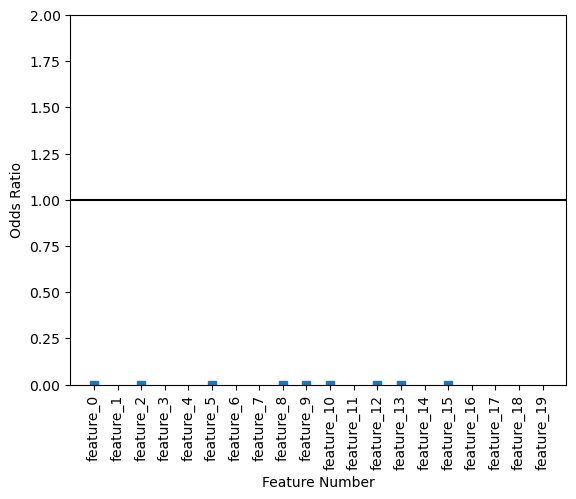 2.00
1.75
1.50
1.25
1.00
0.75
0.50
0.25
0.00
Odds Ratio
feature_0
feature_1
feature_2
feature_3
feature_4
feature_5
feature_6
feature_7
feature_8
feature_9
feature_10
feature_11
feature_12
feature_13
feature_14
feature_15
feature_16
feature_17
feature_18
feature_19
Feature Number